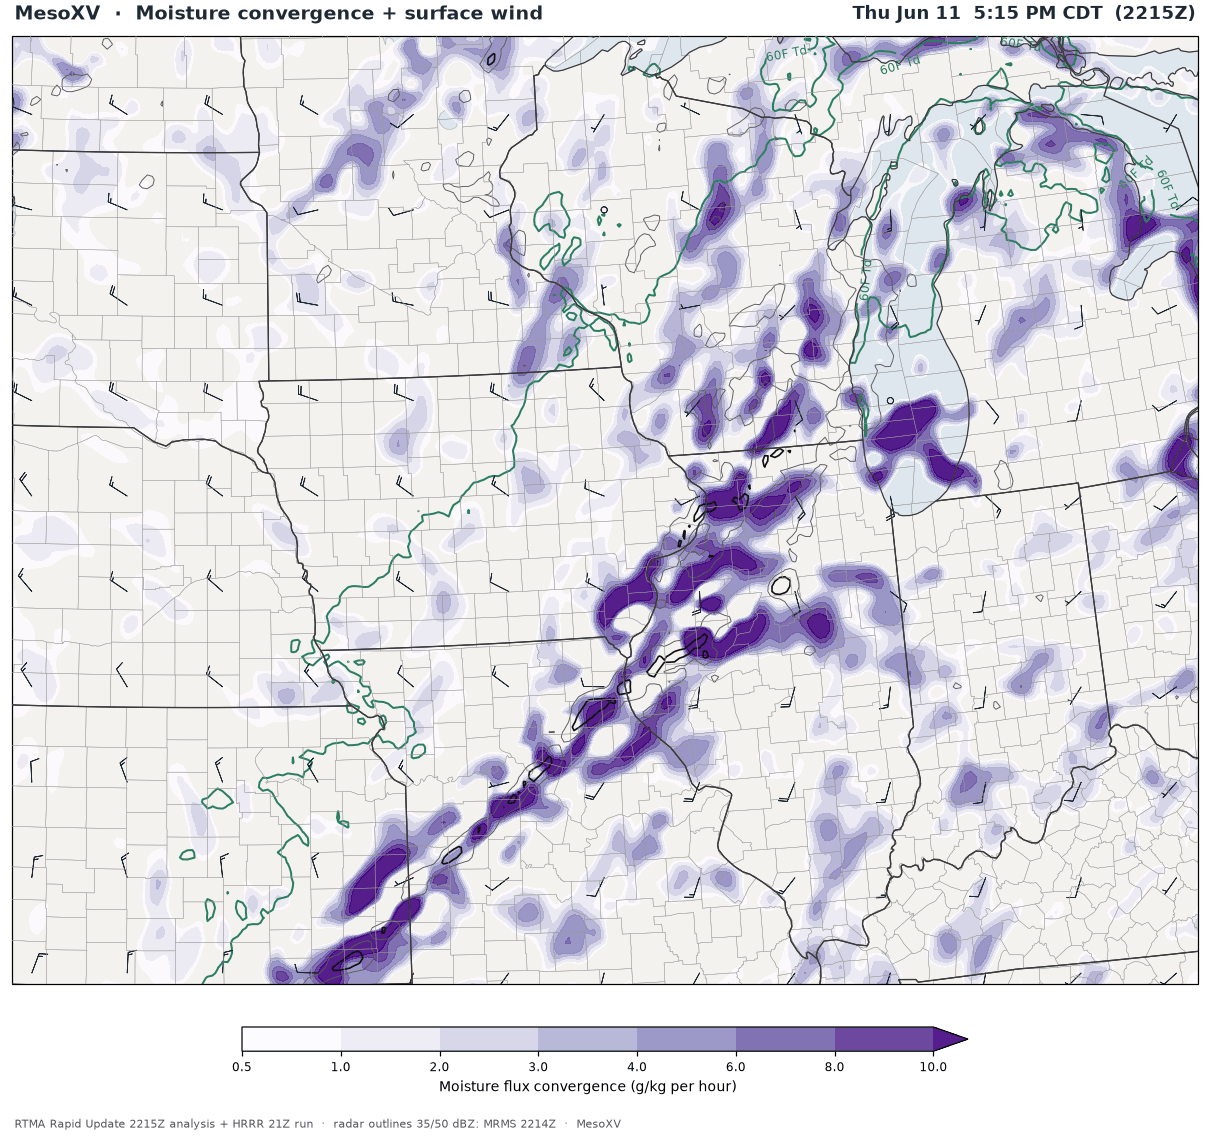 MesoXV · Moisture convergence + surface wind
Thu Jun 11 5:15 PM CDT (2215Z)
60F Td
60F Td
60F Td
60F Td
60F Td
0.5 1.0 2.0 3.0 4.0 6.0 8.0 10.0
Moisture flux convergence (g/kg per hour)
RTMA Rapid Update 2215Z analysis + HRRR 21Z run · radar outlines 35/50 dBZ: MRMS 2214Z · MesoXV